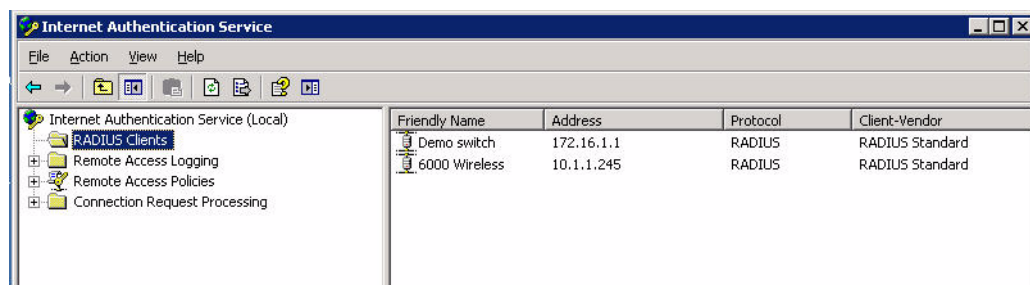 Internet Authentication Service
File Action View Help
Internet Authentication Service (Local)
RADIUS Clients
Remote Access Logging
Remote Access Policies
Connection Request Processing
Friendly Name Address Protocol Client-Vendor
Demo switch 172.16.1.1 RADIUS RADIUS Standard
6000 Wireless 10.1.1.245 RADIUS RADIUS Standard